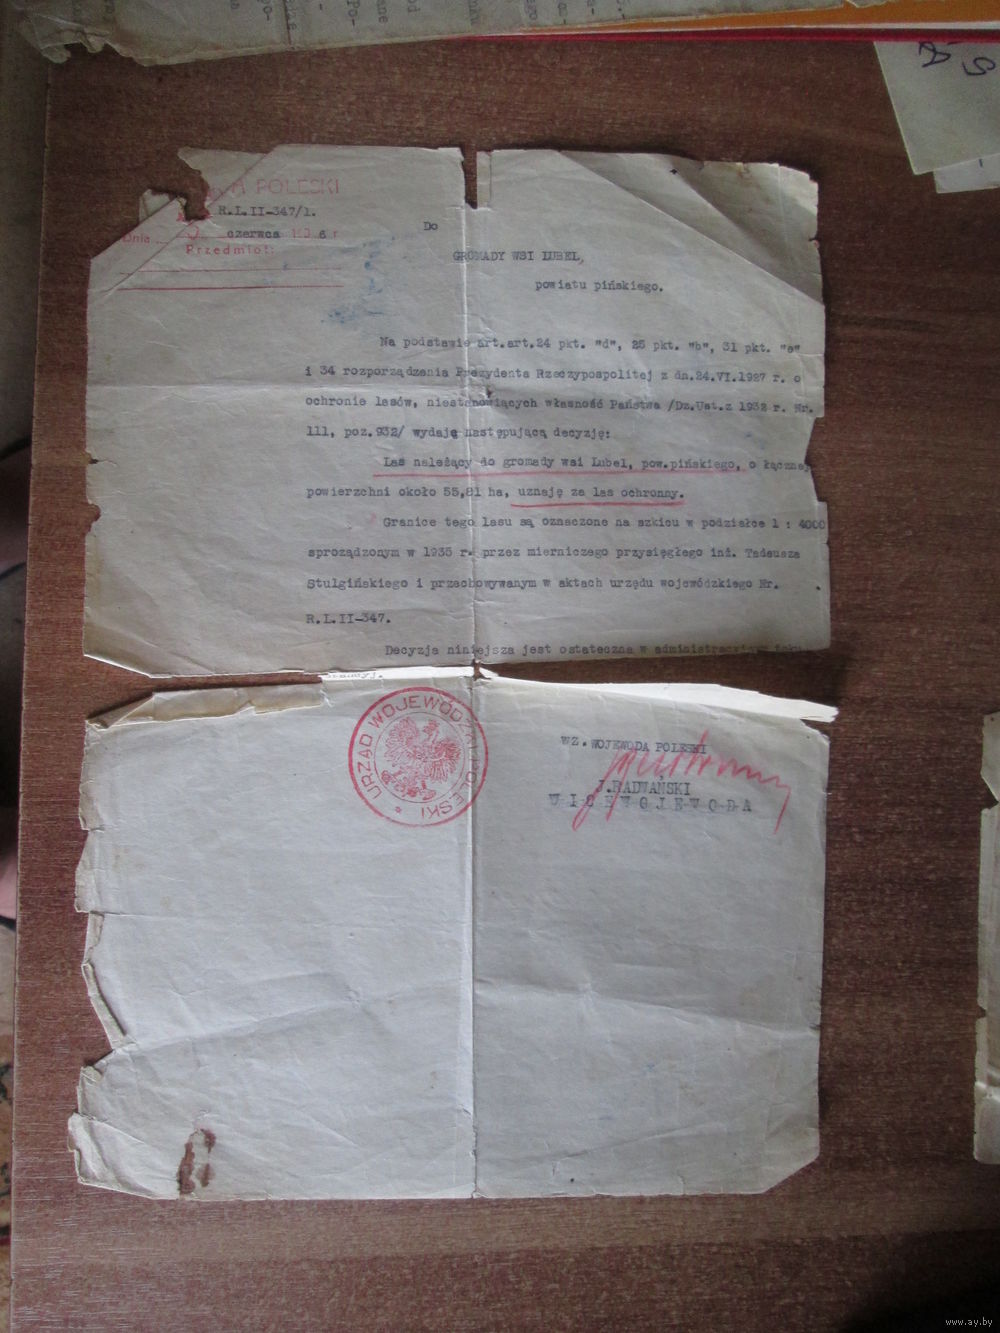 A POLESKI
R.L.II-347/1.
Dnia czerwca 6 r
Przedmiot:
Do
GROMADY WSI LUBEL,
powiatu pińskiego.
Na podstawie art.art.24 pkt. "d", 25 pkt. "b", 31 pkt. "e"
i 34 rozporządzenia Prezydenta Rzeczypospolitej z dn.24.VI.1927 r. o
ochronie lasów, niestanowiących własność Państwa /Dz.Ust.z 1932 r. Nr.
111, poz.932/ wydaję następującą decyzję:
Las należący do gromady wsi Lubel, pow.pińskiego, o łącznej
powierzchni około 55,81 ha, uznaję za las ochronny.
Granice tego lasu są oznaczone na szkicu w podziałce 1 : 4000
sproządzonym w 1935 r. przez mierniczego przysięgłego inż. Tadeusza
Stulgińskiego i przechowywanym w aktach urzędu wojewódzkiego Nr.
R.L.II-347.
Decyzja niniejsza jest ostateczna w administracyjnym toku
URZĄD WOJEWÓDZKI POLESKI
WZ. WOJEWODA POLESKI
J.RADWAŃSKI
WICEWOJEWODA
www.ay.by